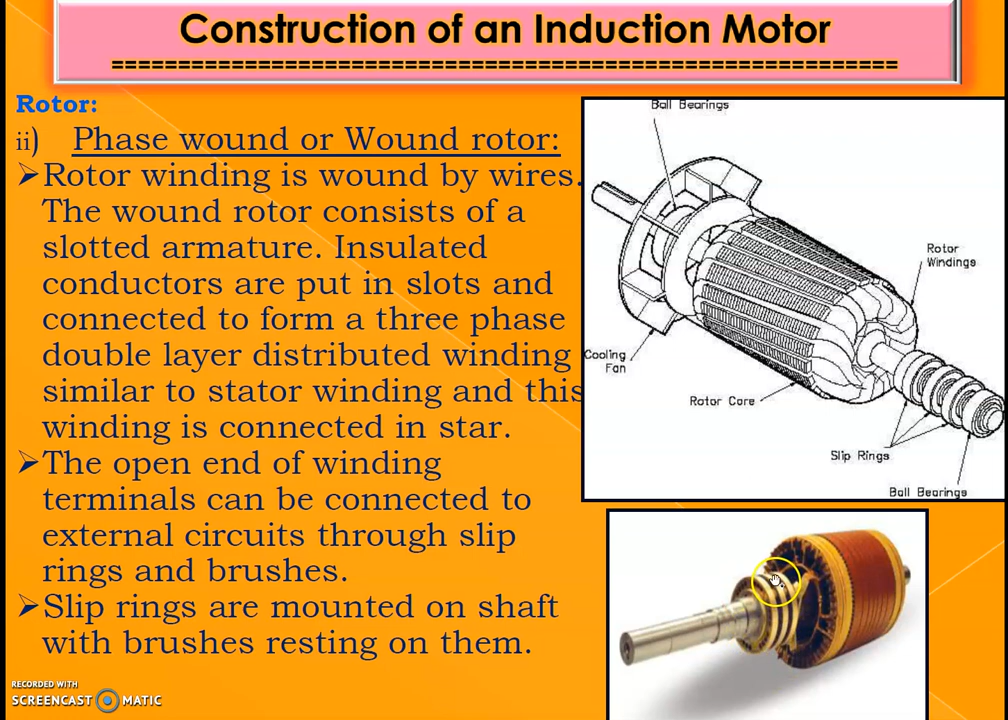 Construction of an Induction Motor
Rotor:
ii) Phase wound or Wound rotor:
➢Rotor winding is wound by wires.
The wound rotor consists of a
slotted armature. Insulated
conductors are put in slots and
connected to form a three phase
double layer distributed winding
similar to stator winding and this
winding is connected in star.
➢The open end of winding
terminals can be connected to
external circuits through slip
rings and brushes.
➢Slip rings are mounted on shaft
with brushes resting on them.
Ball Bearings
Rotor
Windings
Cooling
Fan
Rotor Core
Slip Rings
Ball Bearings
RECORDED WITH
SCREENCAST MATIC